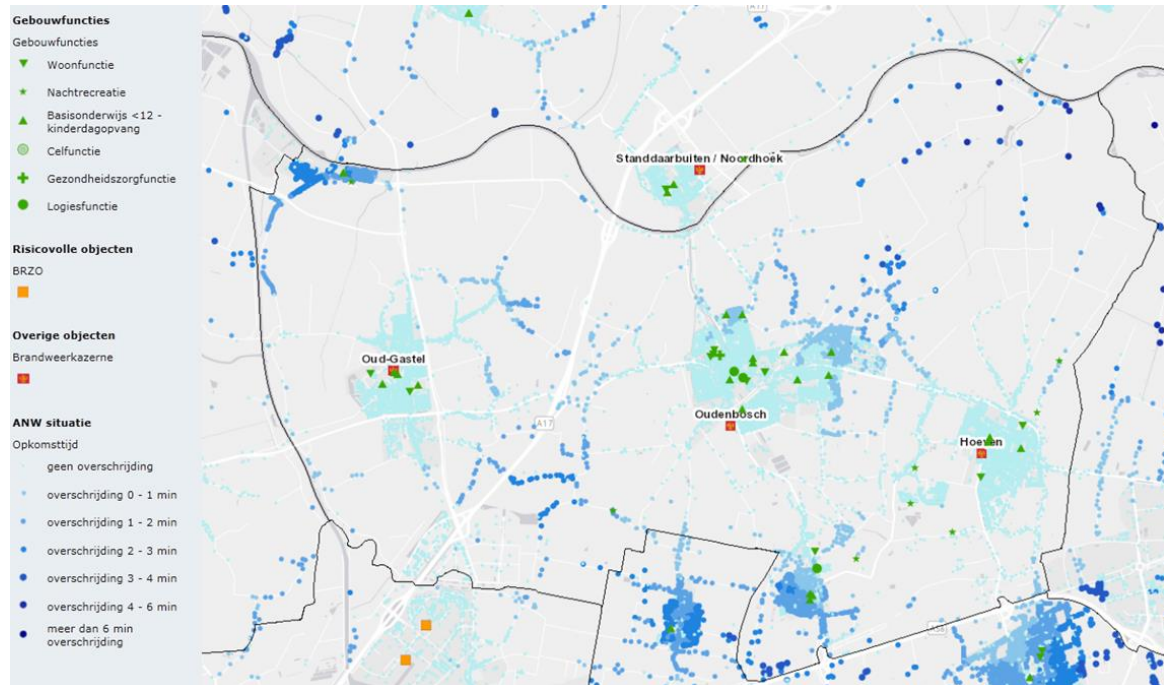 Gebouwfuncties
Gebouwfuncties
Woonfunctie
Nachtrecreatie
Basisonderwijs <12 -
kinderdagopvang
Celfunctie
Gezondheidszorgfunctie
Logiesfunctie
Risicovolle objecten
BRZO
Overige objecten
Brandweerkazerne
ANW situatie
Opkomsttijd
geen overschrijding
overschrijding 0 - 1 min
overschrijding 1 - 2 min
overschrijding 2 - 3 min
overschrijding 3 - 4 min
overschrijding 4 - 6 min
meer dan 6 min
overschrijding
A17
Standdaarbuiten / Noordhoek
Oud-Gastel
Oudenbosch
A17
Hoeven
A58